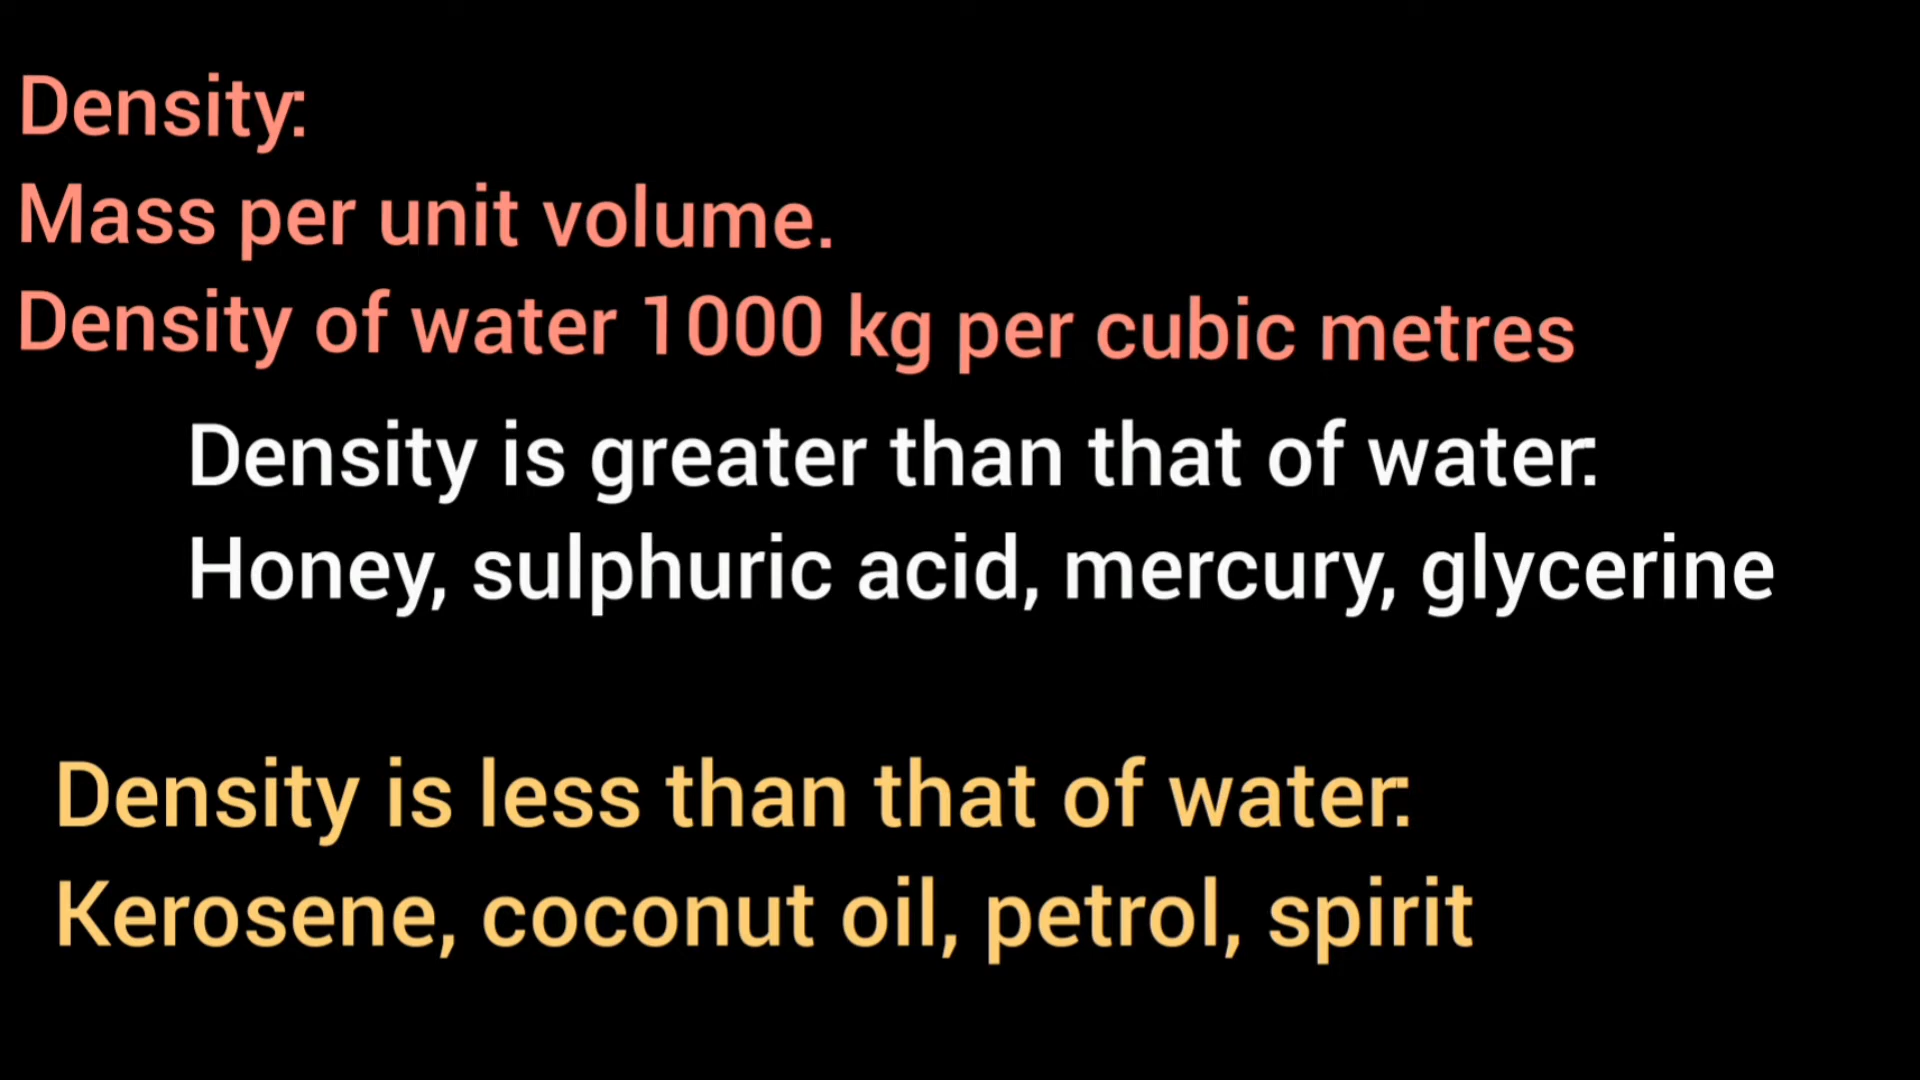 Density:
Mass per unit volume.
Density of water 1000 kg per cubic metres
Density is greater than that of water:
Honey, sulphuric acid, mercury, glycerine
Density is less than that of water:
Kerosene, coconut oil, petrol, spirit